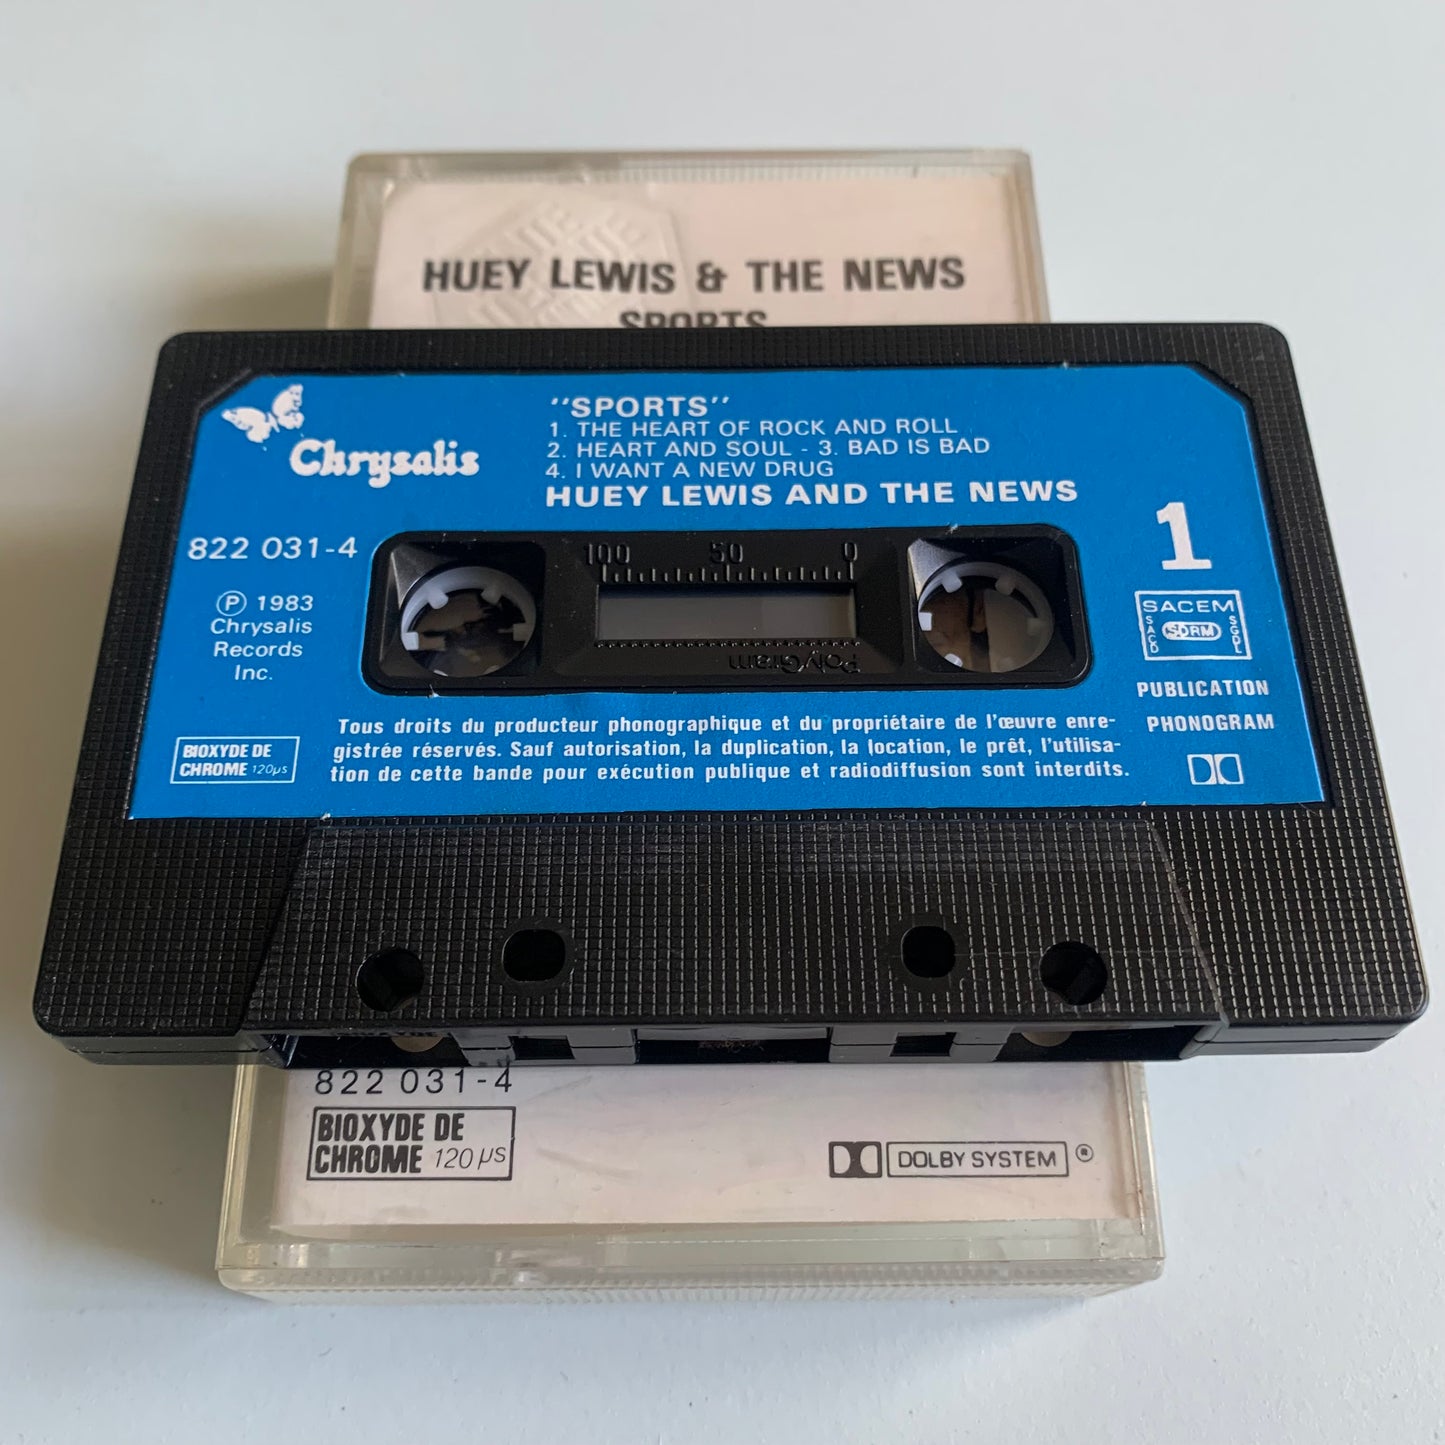 HUEY LEWIS & THE NEWS
SPORTS
Chrysalis
"SPORTS"
1. THE HEART OF ROCK AND ROLL
2. HEART AND SOUL - 3. BAD IS BAD
4. I WANT A NEW DRUG
HUEY LEWIS AND THE NEWS
822 031-4
Ⓟ 1983
Chrysalis
Records
Inc.
100 50 0
PolyGram
1
SACEM
SACD SDRM SGDL
PUBLICATION
PHONOGRAM
BIOXYDE DE
CHROME 120µs
Tous droits du producteur phonographique et du propriétaire de l'œuvre enre-
gistrée réservés. Sauf autorisation, la duplication, la location, le prêt, l'utilisa-
tion de cette bande pour exécution publique et radiodiffusion sont interdits.
822 031-4
BIOXYDE DE
CHROME 120 µs
DOLBY SYSTEM ®